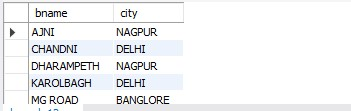 bname city
AJNI NAGPUR
CHANDNI DELHI
DHARAMPETH NAGPUR
KAROLBAGH DELHI
MG ROAD BANGLORE